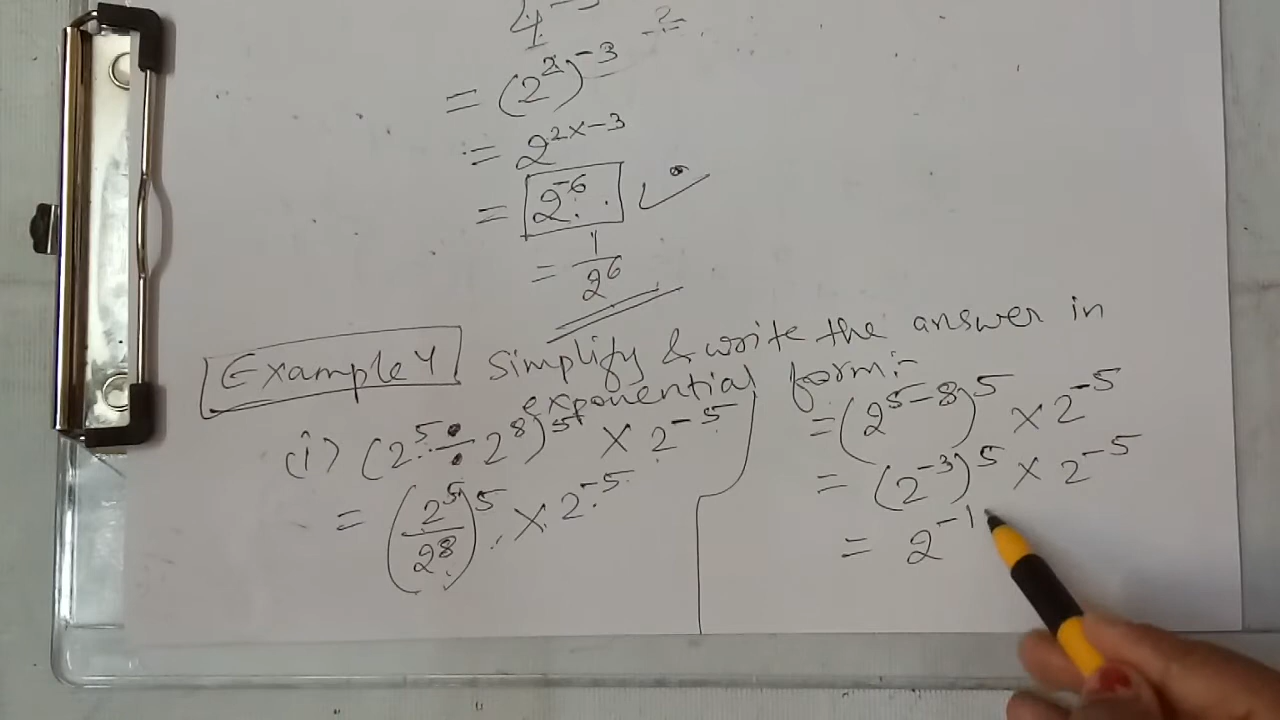 = (2²)⁻³
= 2²ˣ⁻³
= 2⁻⁶
= 1/2⁶
Example 4 Simplify & write the answer in
exponential form:-
(i) (2⁵ ÷ 2⁸)⁵ × 2⁻⁵
= (2⁵/2⁸)⁵ × 2⁻⁵
= (2⁵⁻⁸)⁵ × 2⁻⁵
= (2⁻³)⁵ × 2⁻⁵
= 2⁻¹